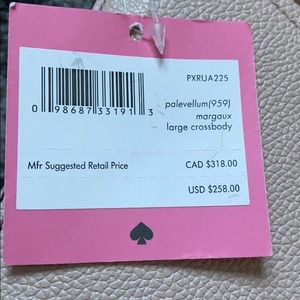 PXRUA225
0 98687 33191 3
palevellum(959)
margaux
large crossbody
Mfr Suggested Retail Price CAD $318.00
USD $258.00